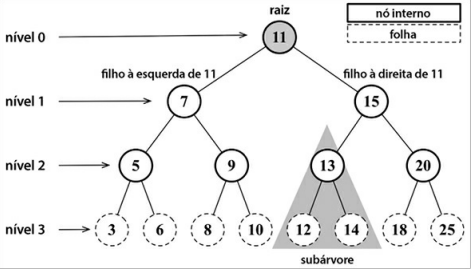 raiz
nó interno
folha
nível 0
11
filho à esquerda de 11
filho à direita de 11
nível 1
7
15
nível 2
5
9
13
20
nível 3
3
6
8
10
12
14
18
25
subárvore